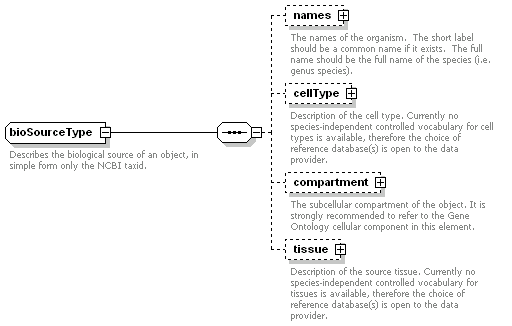 names
The names of the organism.  The short label
should be a common name if it exists.  The full
name should be the full name of the species (i.e.
genus species).
cellType
Description of the cell type. Currently no
species-independent controlled vocabulary for cell
types is available, therefore the choice of
reference database(s) is open to the data
provider.
bioSourceType
Describes the biological source of an object, in
simple form only the NCBI taxid.
compartment
The subcellular compartment of the object. It is
strongly recommended to refer to the Gene
Ontology cellular component in this element.
tissue
Description of the source tissue. Currently no
species-independent controlled vocabulary for
tissues is available, therefore the choice of
reference database(s) is open to the data
provider.